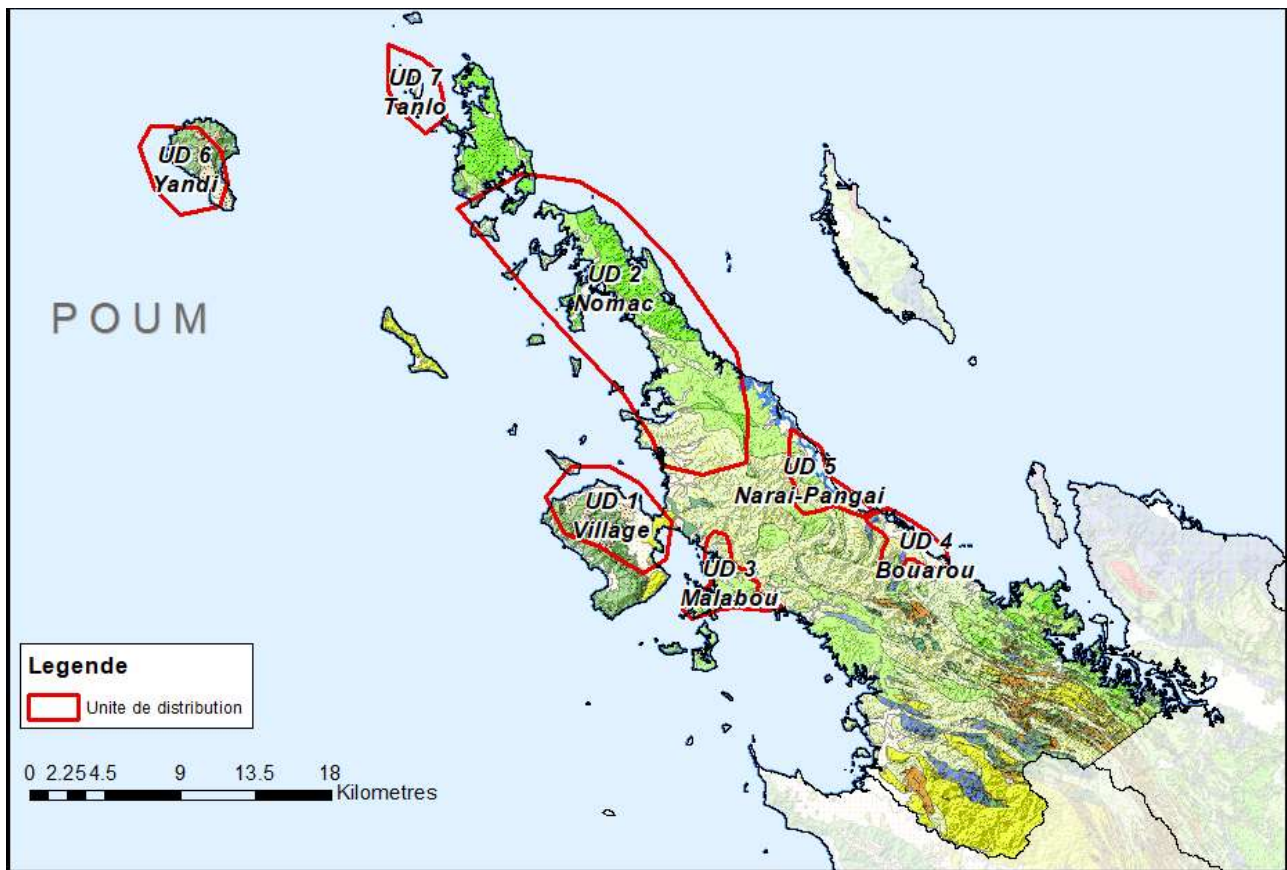 UD 7
Tanlo
UD 6
Yandi
UD 2
Nomac
POUM
UD 5
Narai-Pangai
UD 1
Village
UD 4
Bouarou
UD 3
Malabou
Legende
Unite de distribution
0 2.25 4.5 9 13.5 18
Kilometres